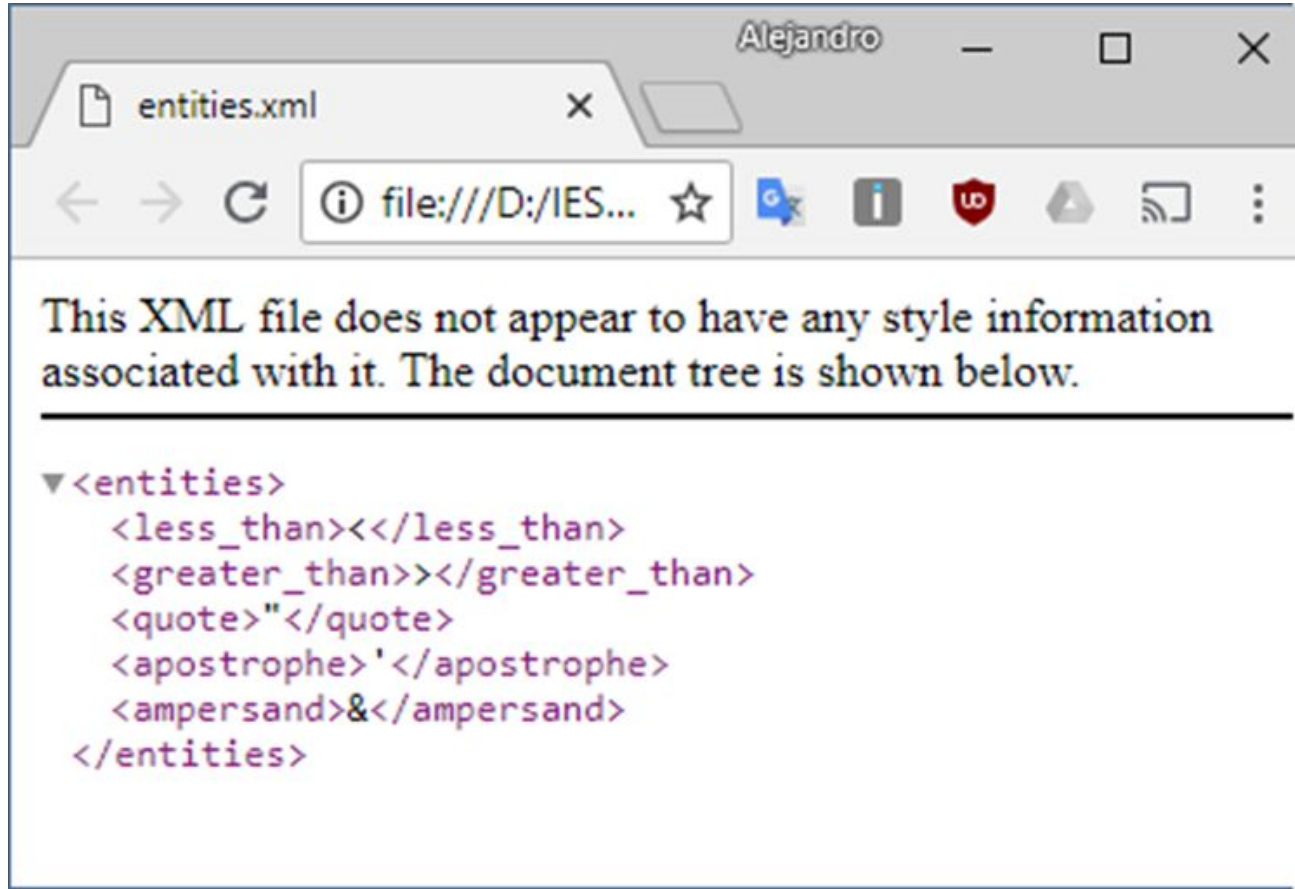 Alejandro
entities.xml
file:///D:/IES...
This XML file does not appear to have any style information
associated with it. The document tree is shown below.
▼<entities>
<less_than><</less_than>
<greater_than>></greater_than>
<quote>"</quote>
<apostrophe>'</apostrophe>
<ampersand>&</ampersand>
</entities>